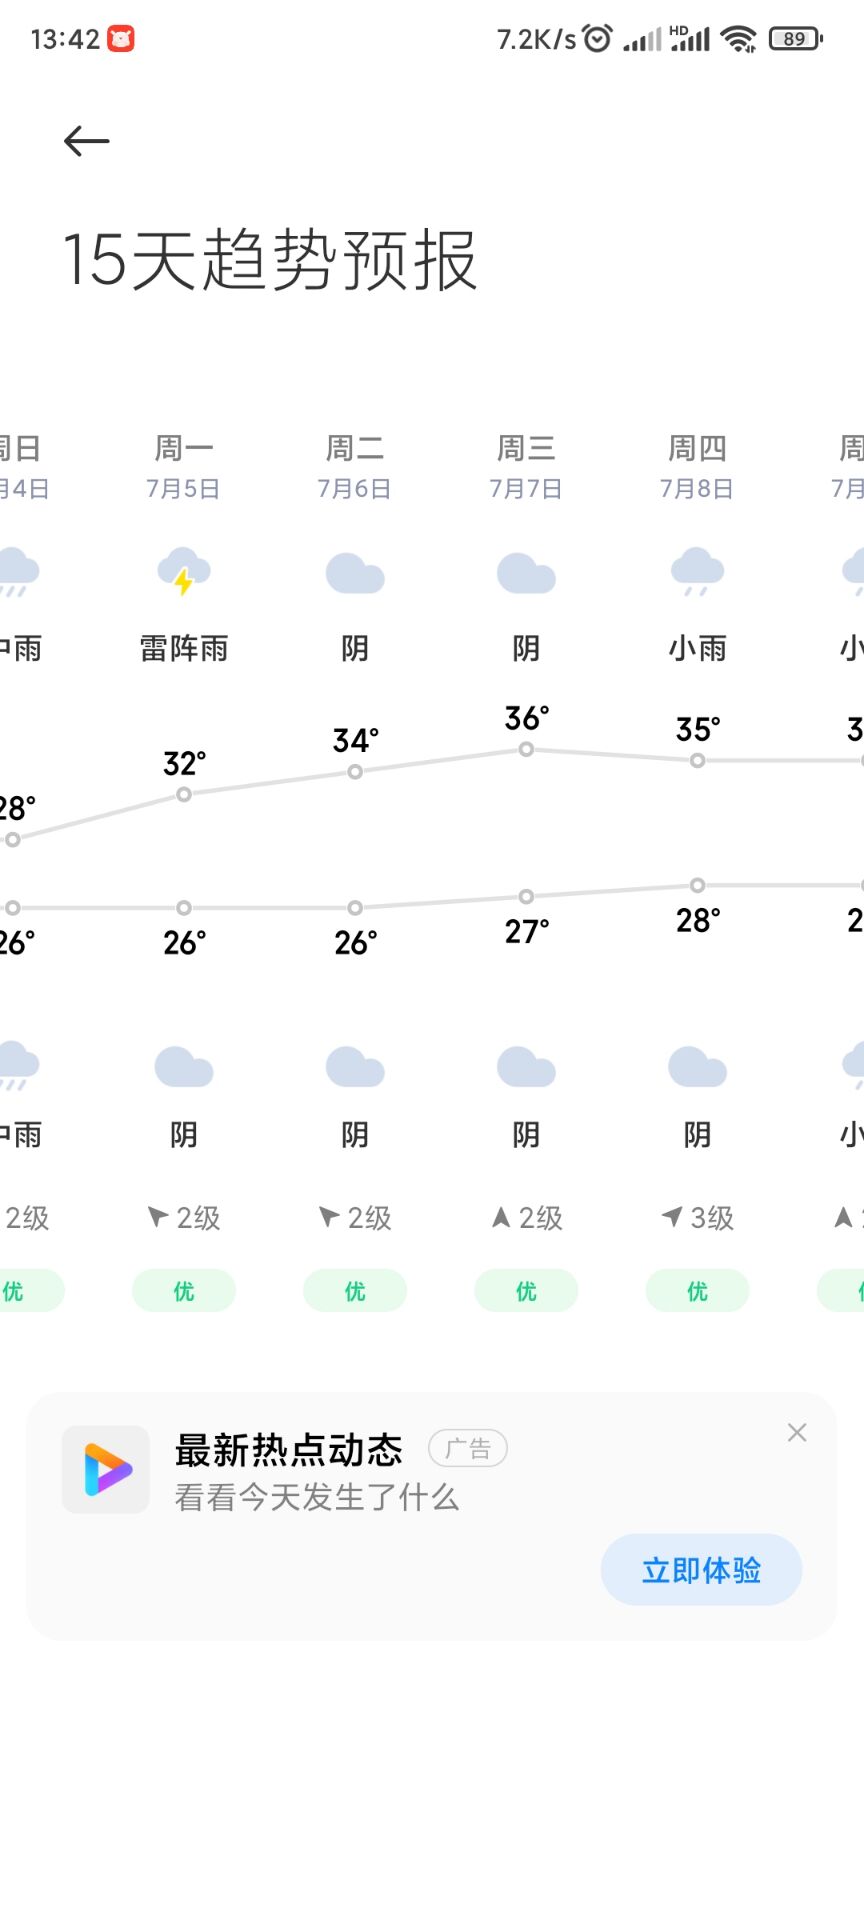 13:42 7.2K/s HD 89
15天趋势预报
周日 周一 周二 周三 周四 周
月4日 7月5日 7月6日 7月7日 7月8日 7月
中雨 雷阵雨 阴 阴 小雨 小
28° 32° 34° 36° 35° 3
26° 26° 26° 27° 28° 2
中雨 阴 阴 阴 阴 小
2级 2级 2级 2级 3级
优 优 优 优 优
最新热点动态 广告
看看今天发生了什么
立即体验